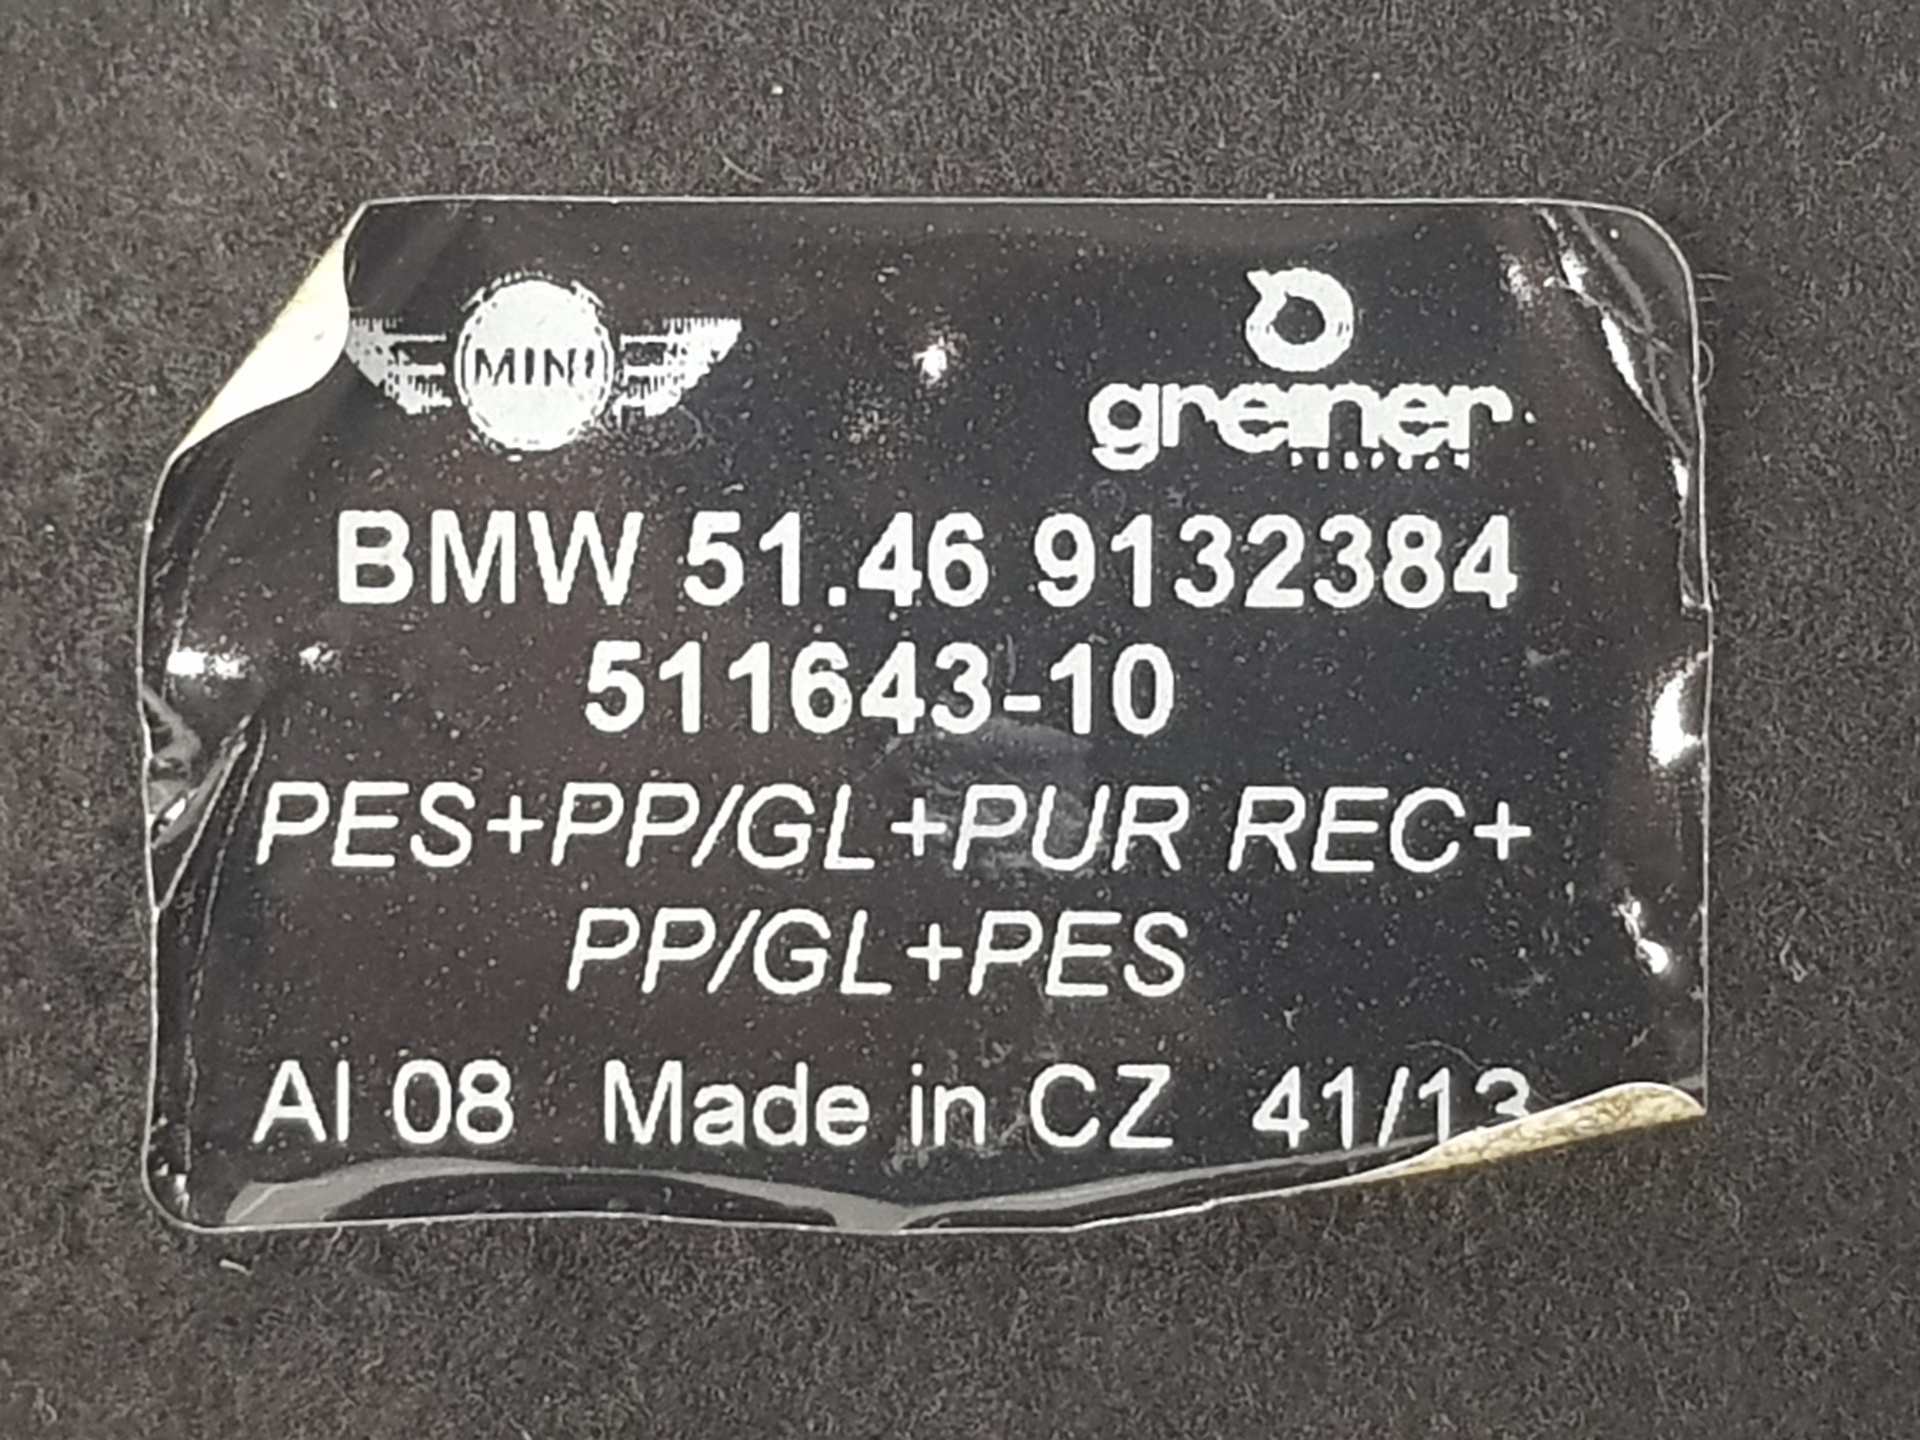 MINI
greiner
BMW 51.46 9132384
511643-10
PES+PP/GL+PUR REC+
PP/GL+PES
AI 08 Made in CZ 41/13